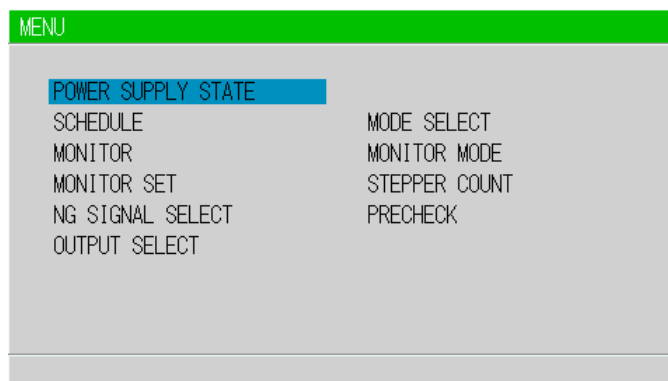 MENU
POWER SUPPLY STATE
SCHEDULE
MONITOR
MONITOR SET
NG SIGNAL SELECT
OUTPUT SELECT
MODE SELECT
MONITOR MODE
STEPPER COUNT
PRECHECK